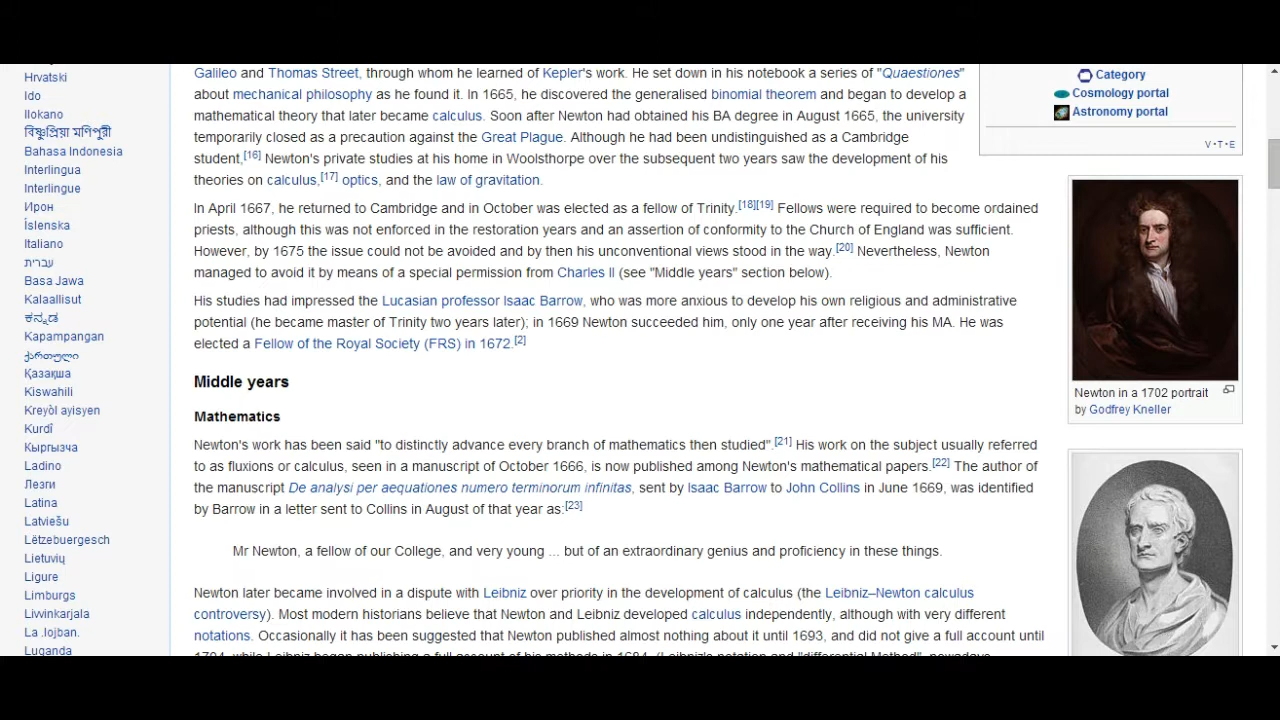 Hrvatski
Ido
Ilokano
বিষ্ণুপ্রিয়া মণিপুরী
Bahasa Indonesia
Interlingua
Interlingue
Ирон
Íslenska
Italiano
עברית
Basa Jawa
Kalaallisut
ಕನ್ನಡ
Kapampangan
ქართული
Қазақша
Kiswahili
Kreyòl ayisyen
Kurdî
Кыргызча
Ladino
Лезги
Latina
Latviešu
Lëtzebuergesch
Lietuvių
Ligure
Limburgs
Livvinkarjala
La .lojban.
Luganda
Galileo and Thomas Street, through whom he learned of Kepler's work. He set down in his notebook a series of "Quaestiones"
about mechanical philosophy as he found it. In 1665, he discovered the generalised binomial theorem and began to develop a
mathematical theory that later became calculus. Soon after Newton had obtained his BA degree in August 1665, the university
temporarily closed as a precaution against the Great Plague. Although he had been undistinguished as a Cambridge
student,[16] Newton's private studies at his home in Woolsthorpe over the subsequent two years saw the development of his
theories on calculus,[17] optics, and the law of gravitation.
In April 1667, he returned to Cambridge and in October was elected as a fellow of Trinity.[18][19] Fellows were required to become ordained
priests, although this was not enforced in the restoration years and an assertion of conformity to the Church of England was sufficient.
However, by 1675 the issue could not be avoided and by then his unconventional views stood in the way.[20] Nevertheless, Newton
managed to avoid it by means of a special permission from Charles II (see "Middle years" section below).
His studies had impressed the Lucasian professor Isaac Barrow, who was more anxious to develop his own religious and administrative
potential (he became master of Trinity two years later); in 1669 Newton succeeded him, only one year after receiving his MA. He was
elected a Fellow of the Royal Society (FRS) in 1672.[2]
Middle years
Mathematics
Newton's work has been said "to distinctly advance every branch of mathematics then studied".[21] His work on the subject usually referred
to as fluxions or calculus, seen in a manuscript of October 1666, is now published among Newton's mathematical papers.[22] The author of
the manuscript De analysi per aequationes numero terminorum infinitas, sent by Isaac Barrow to John Collins in June 1669, was identified
by Barrow in a letter sent to Collins in August of that year as:[23]
Mr Newton, a fellow of our College, and very young ... but of an extraordinary genius and proficiency in these things.
Newton later became involved in a dispute with Leibniz over priority in the development of calculus (the Leibniz–Newton calculus
controversy). Most modern historians believe that Newton and Leibniz developed calculus independently, although with very different
notations. Occasionally it has been suggested that Newton published almost nothing about it until 1693, and did not give a full account until
1704, while Leibniz began publishing a full account of his methods in 1684. (Leibniz's notation and "differential Method", nowadays
Category
Cosmology portal
Astronomy portal
V · T · E
Newton in a 1702 portrait
by Godfrey Kneller